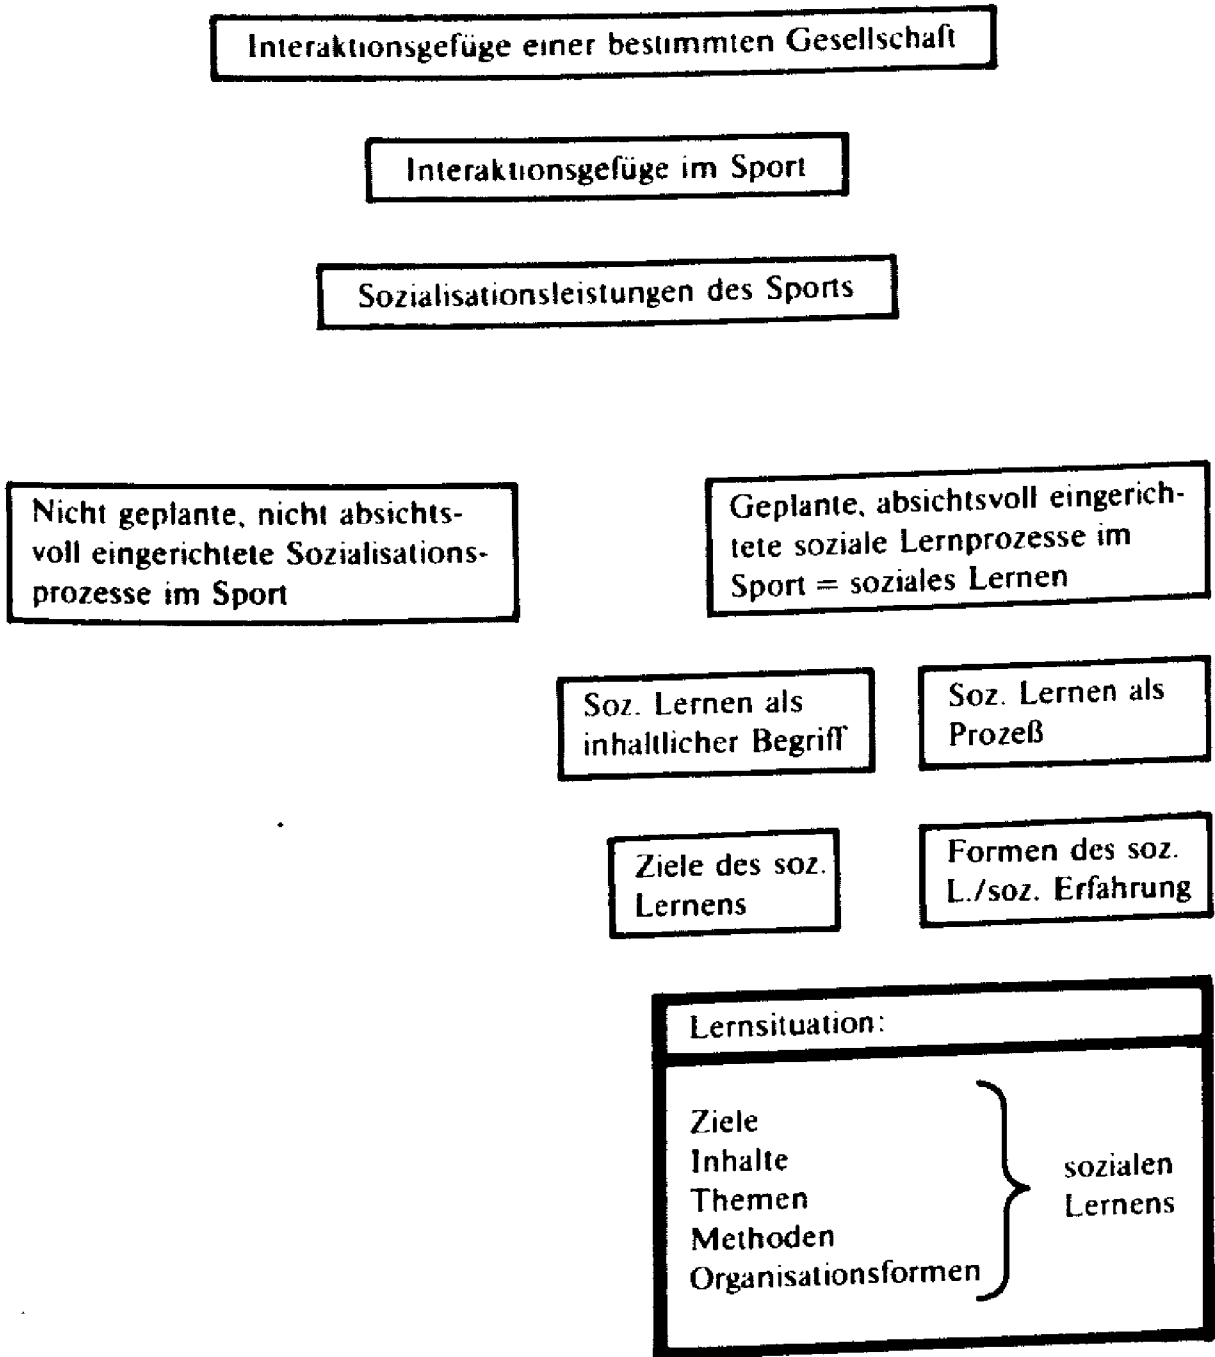 Interaktionsgefüge einer bestimmten Gesellschaft
Interaktionsgefüge im Sport
Sozialisationsleistungen des Sports
Nicht geplante, nicht absichts-
voll eingerichtete Sozialisations-
prozesse im Sport
Geplante, absichtsvoll eingerich-
tete soziale Lernprozesse im
Sport = soziales Lernen
Soz. Lernen als
inhaltlicher Begriff
Soz. Lernen als
Prozeß
Ziele des soz.
Lernens
Formen des soz.
L./soz. Erfahrung
Lernsituation:
Ziele
Inhalte
Themen
Methoden
Organisationsformen
sozialen
Lernens